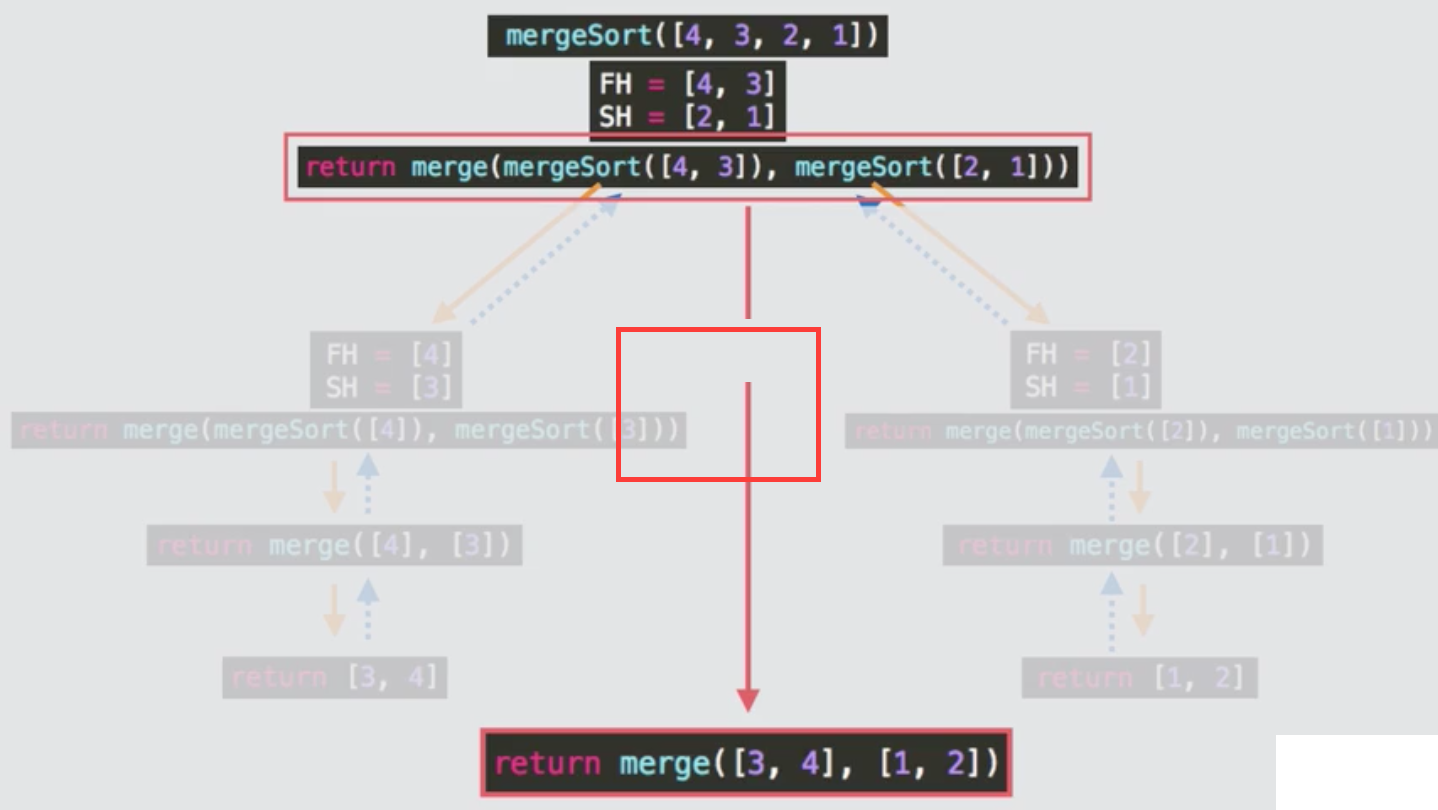 mergeSort([4, 3, 2, 1])
FH = [4, 3]
SH = [2, 1]
return merge(mergeSort([4, 3]), mergeSort([2, 1]))
FH = [4]
SH = [3]
return merge(mergeSort([4]), mergeSort([3]))
return merge([4], [3])
return [3, 4]
FH = [2]
SH = [1]
return merge(mergeSort([2]), mergeSort([1]))
return merge([2], [1])
return [1, 2]
return merge([3, 4], [1, 2])